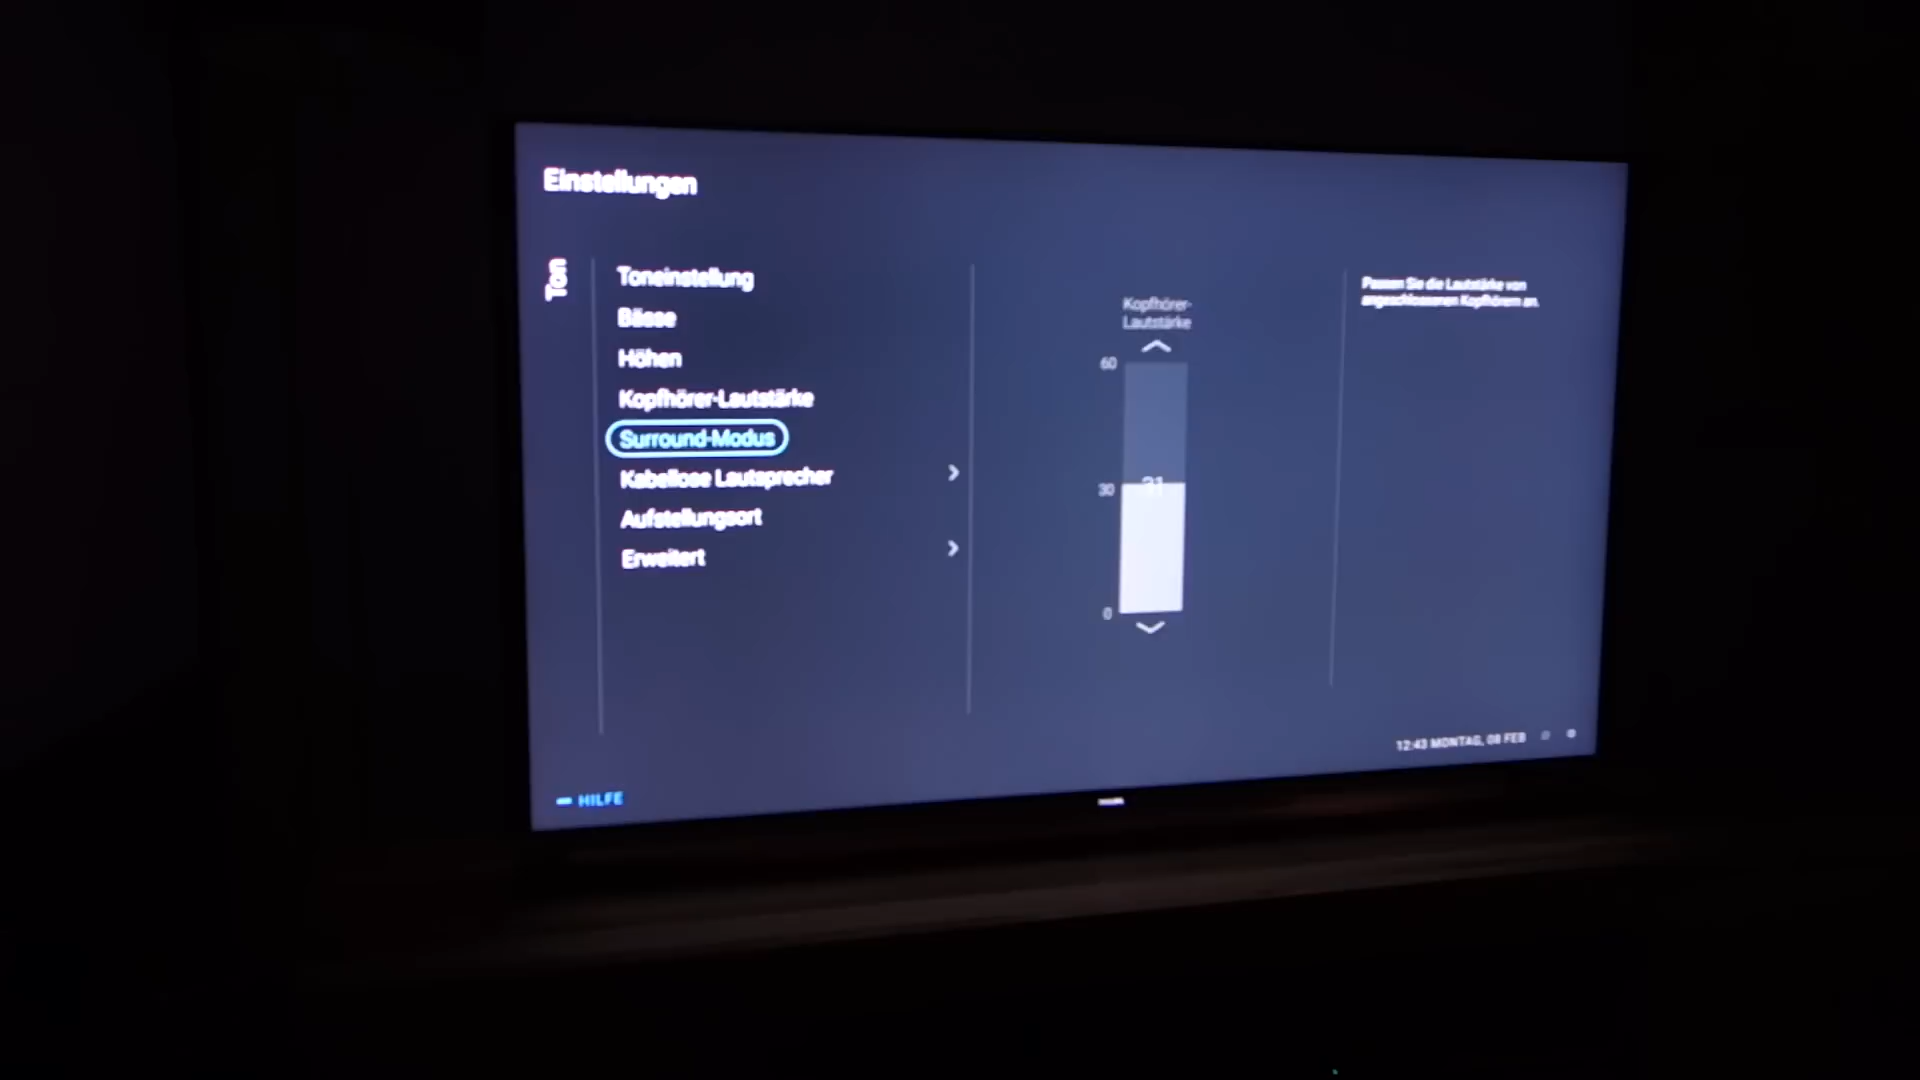 Einstellungen
Ton
Toneinstellung
Bässe
Höhen
Kopfhörer-Lautstärke
Surround-Modus
Kabellose Lautsprecher
Aufstellungsort
Erweitert
Kopfhörer-
Lautstärke
60
31
30
0
Passen Sie die Lautstärke von
angeschlossenen Kopfhörern an.
12:43 MONTAG, 08 FEB
HILFE